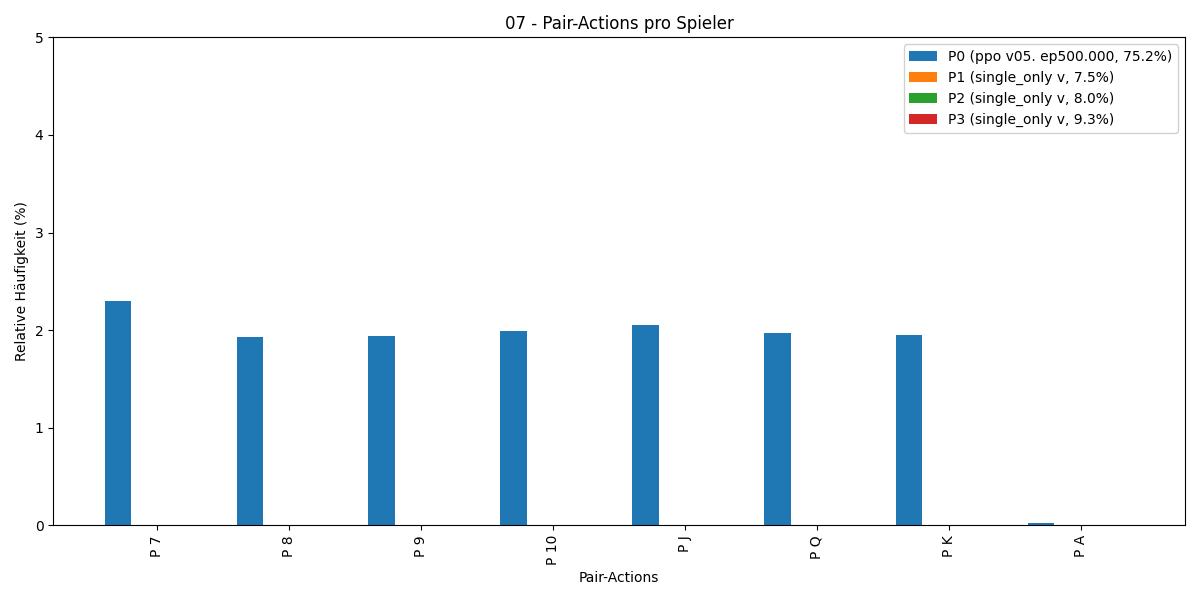 07 - Pair-Actions pro Spieler
P0 (ppo v05. ep500.000, 75.2%)
P1 (single_only v, 7.5%)
P2 (single_only v, 8.0%)
P3 (single_only v, 9.3%)
Relative Häufigkeit (%)
5
4
3
2
1
0
P 7
P 8
P 9
P 10
P J
P Q
P K
P A
Pair-Actions